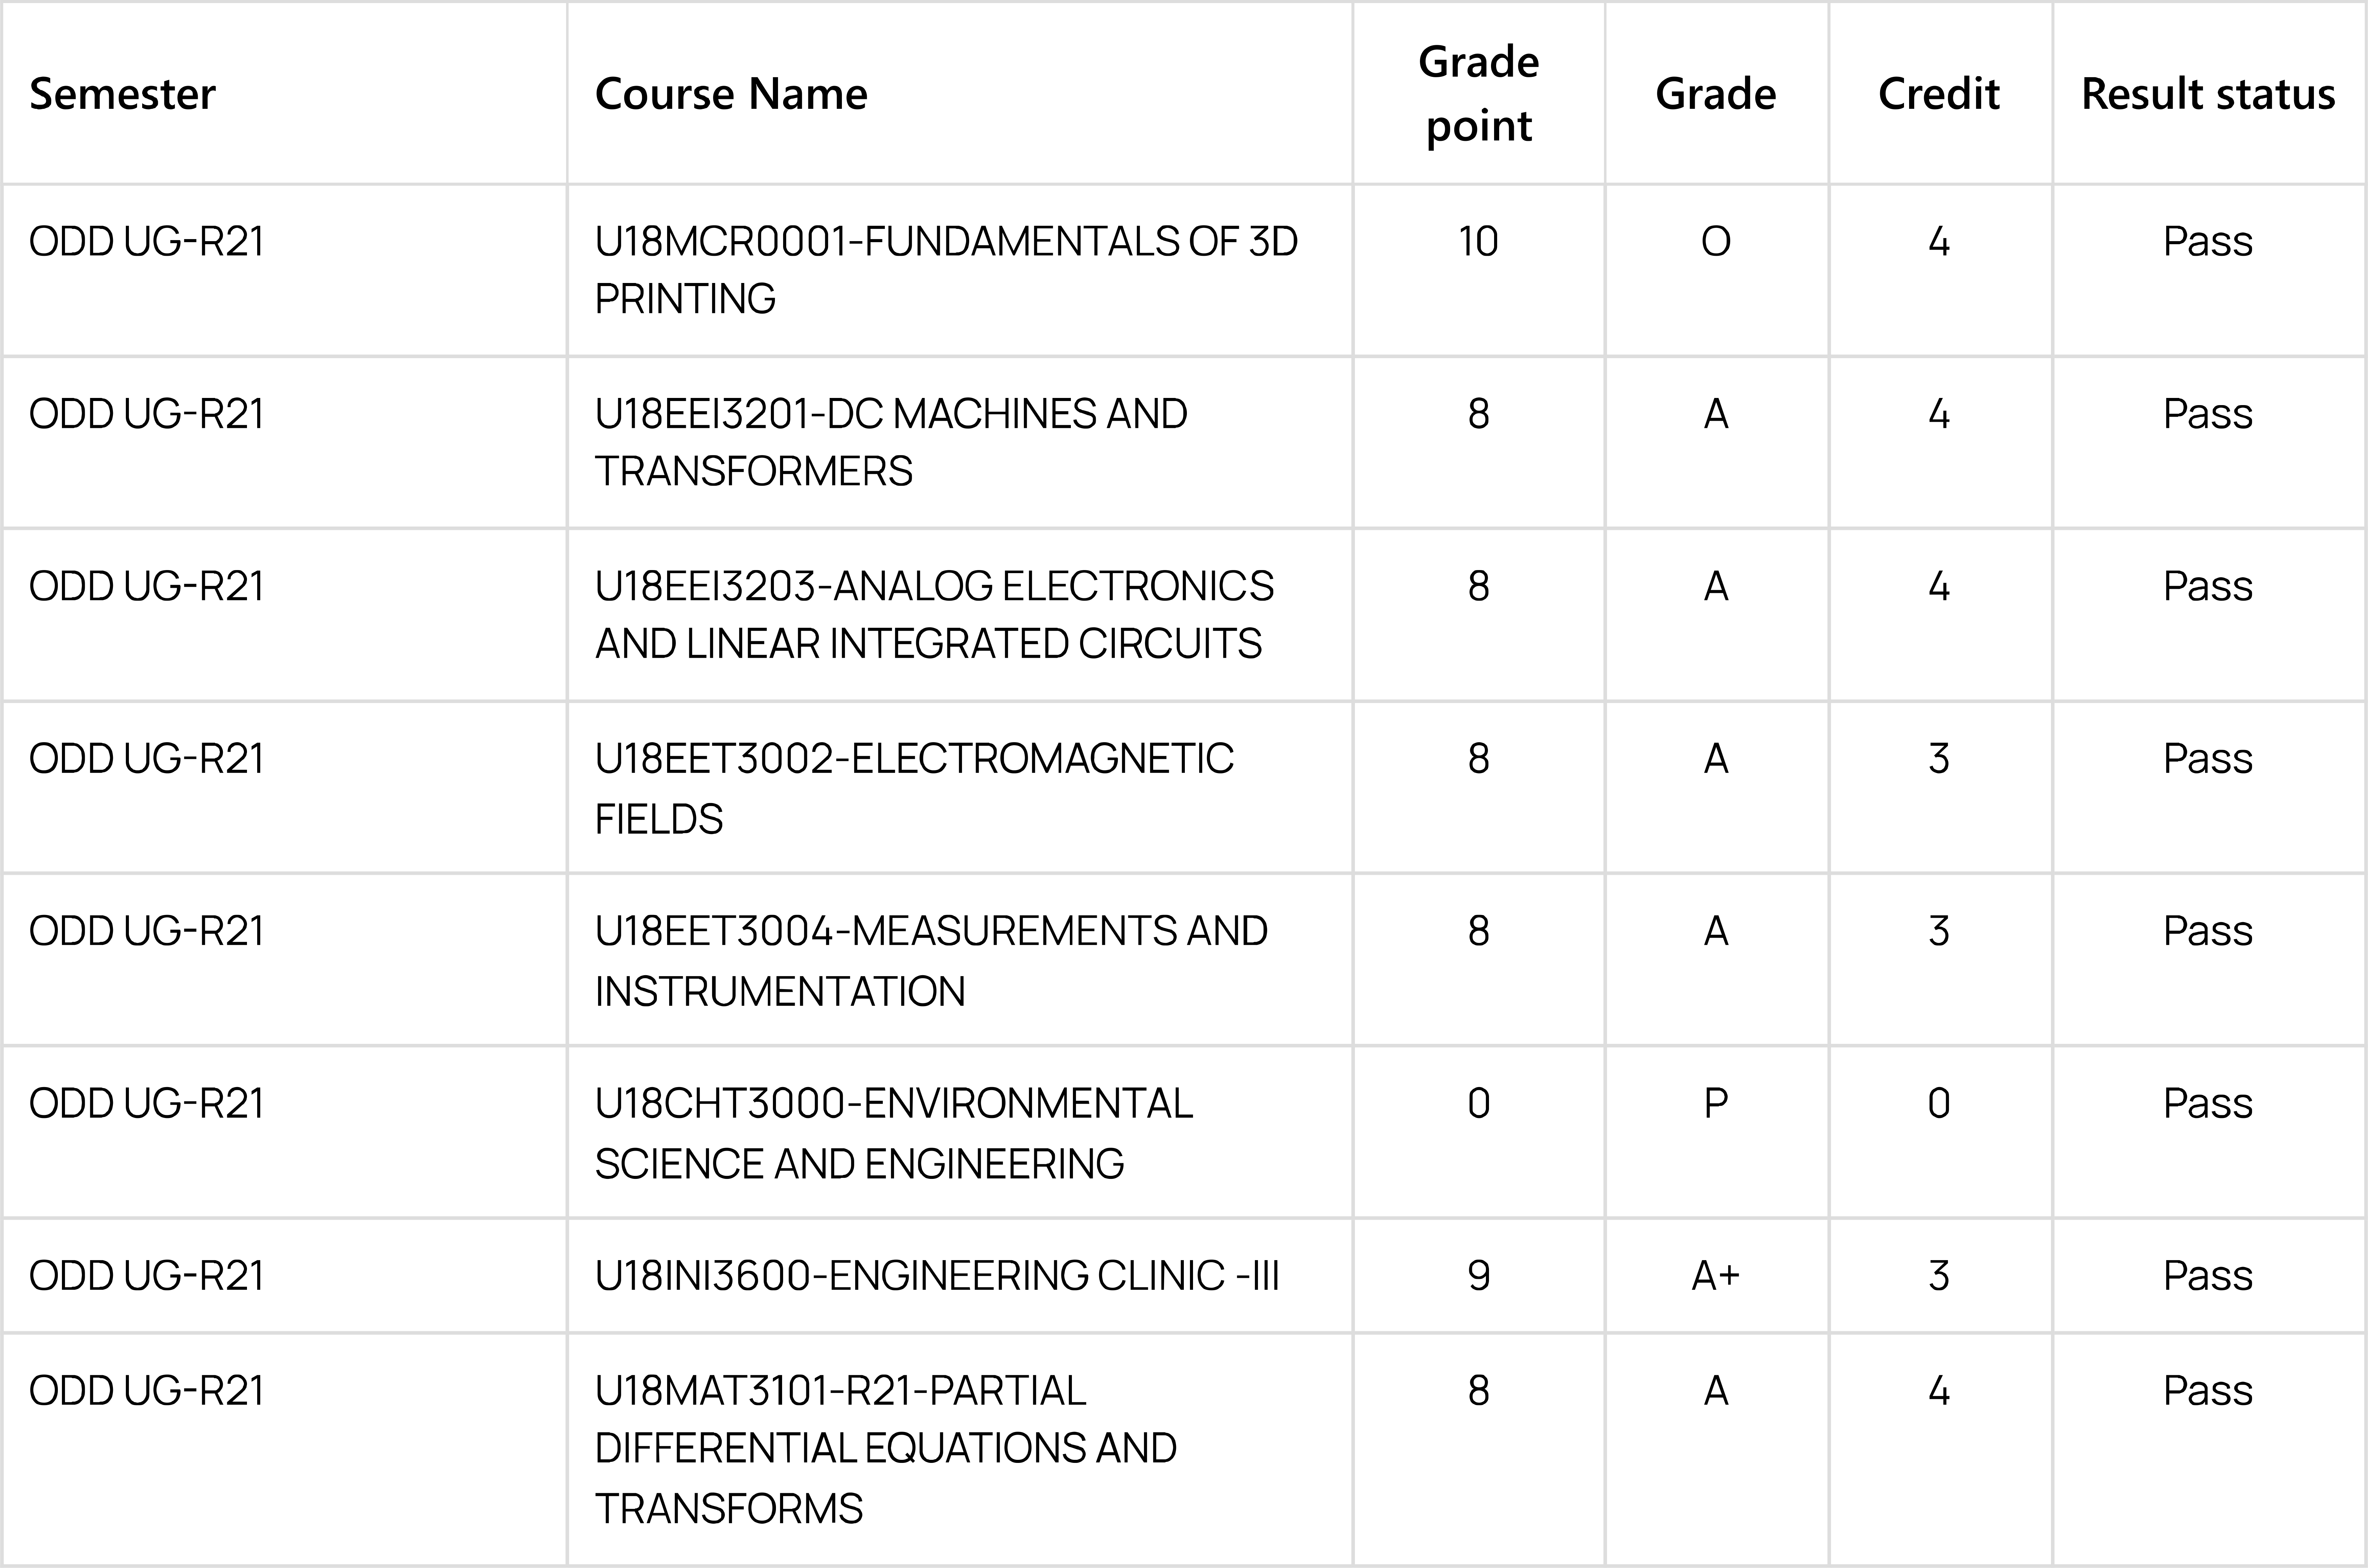 Semester Course Name Grade point Grade Credit Result status
ODD UG-R21 U18MCR0001-FUNDAMENTALS OF 3D 10 O 4 Pass
PRINTING
ODD UG-R21 U18EEI3201-DC MACHINES AND 8 A 4 Pass
TRANSFORMERS
ODD UG-R21 U18EEI3203-ANALOG ELECTRONICS 8 A 4 Pass
AND LINEAR INTEGRATED CIRCUITS
ODD UG-R21 U18EET3002-ELECTROMAGNETIC 8 A 3 Pass
FIELDS
ODD UG-R21 U18EET3004-MEASUREMENTS AND 8 A 3 Pass
INSTRUMENTATION
ODD UG-R21 U18CHT3000-ENVIRONMENTAL 0 P 0 Pass
SCIENCE AND ENGINEERING
ODD UG-R21 U18INI3600-ENGINEERING CLINIC -III 9 A+ 3 Pass
ODD UG-R21 U18MAT3101-R21-PARTIAL 8 A 4 Pass
DIFFERENTIAL EQUATIONS AND
TRANSFORMS